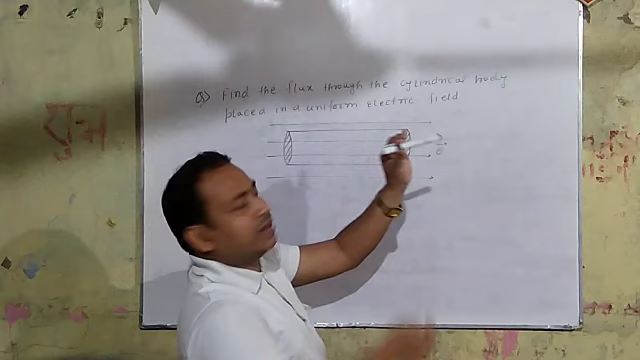 Q) Find the flux through the cylindrical body
placed in a uniform electric field
E